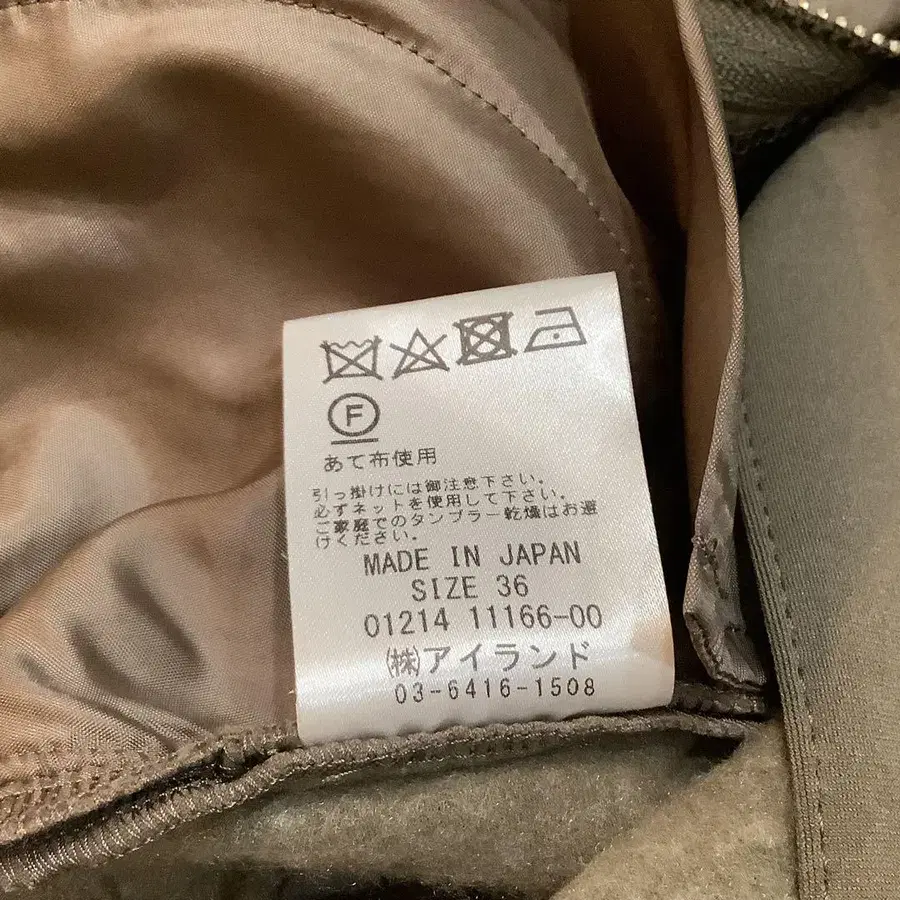 F
あて布使用
引っ掛けには御注意下さい。
必ずネットを使用して下さい。
ご家庭でのタンブラー乾燥はお避
けください。
MADE IN JAPAN
SIZE 36
01214 11166-00
㈱アイランド
03-6416-1508